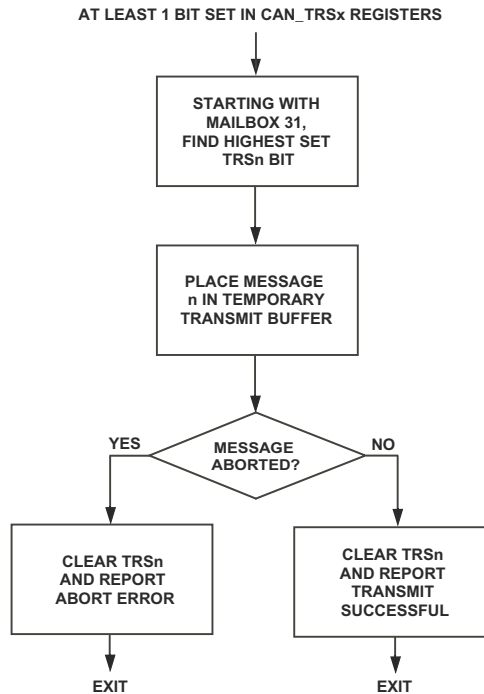 AT LEAST 1 BIT SET IN CAN_TRSx REGISTERS
STARTING WITH
MAILBOX 31,
FIND HIGHEST SET
TRSn BIT
PLACE MESSAGE
n IN TEMPORARY
TRANSMIT BUFFER
YES
MESSAGE
ABORTED?
NO
CLEAR TRSn
AND REPORT
ABORT ERROR
CLEAR TRSn
AND REPORT
TRANSMIT
SUCCESSFUL
EXIT
EXIT